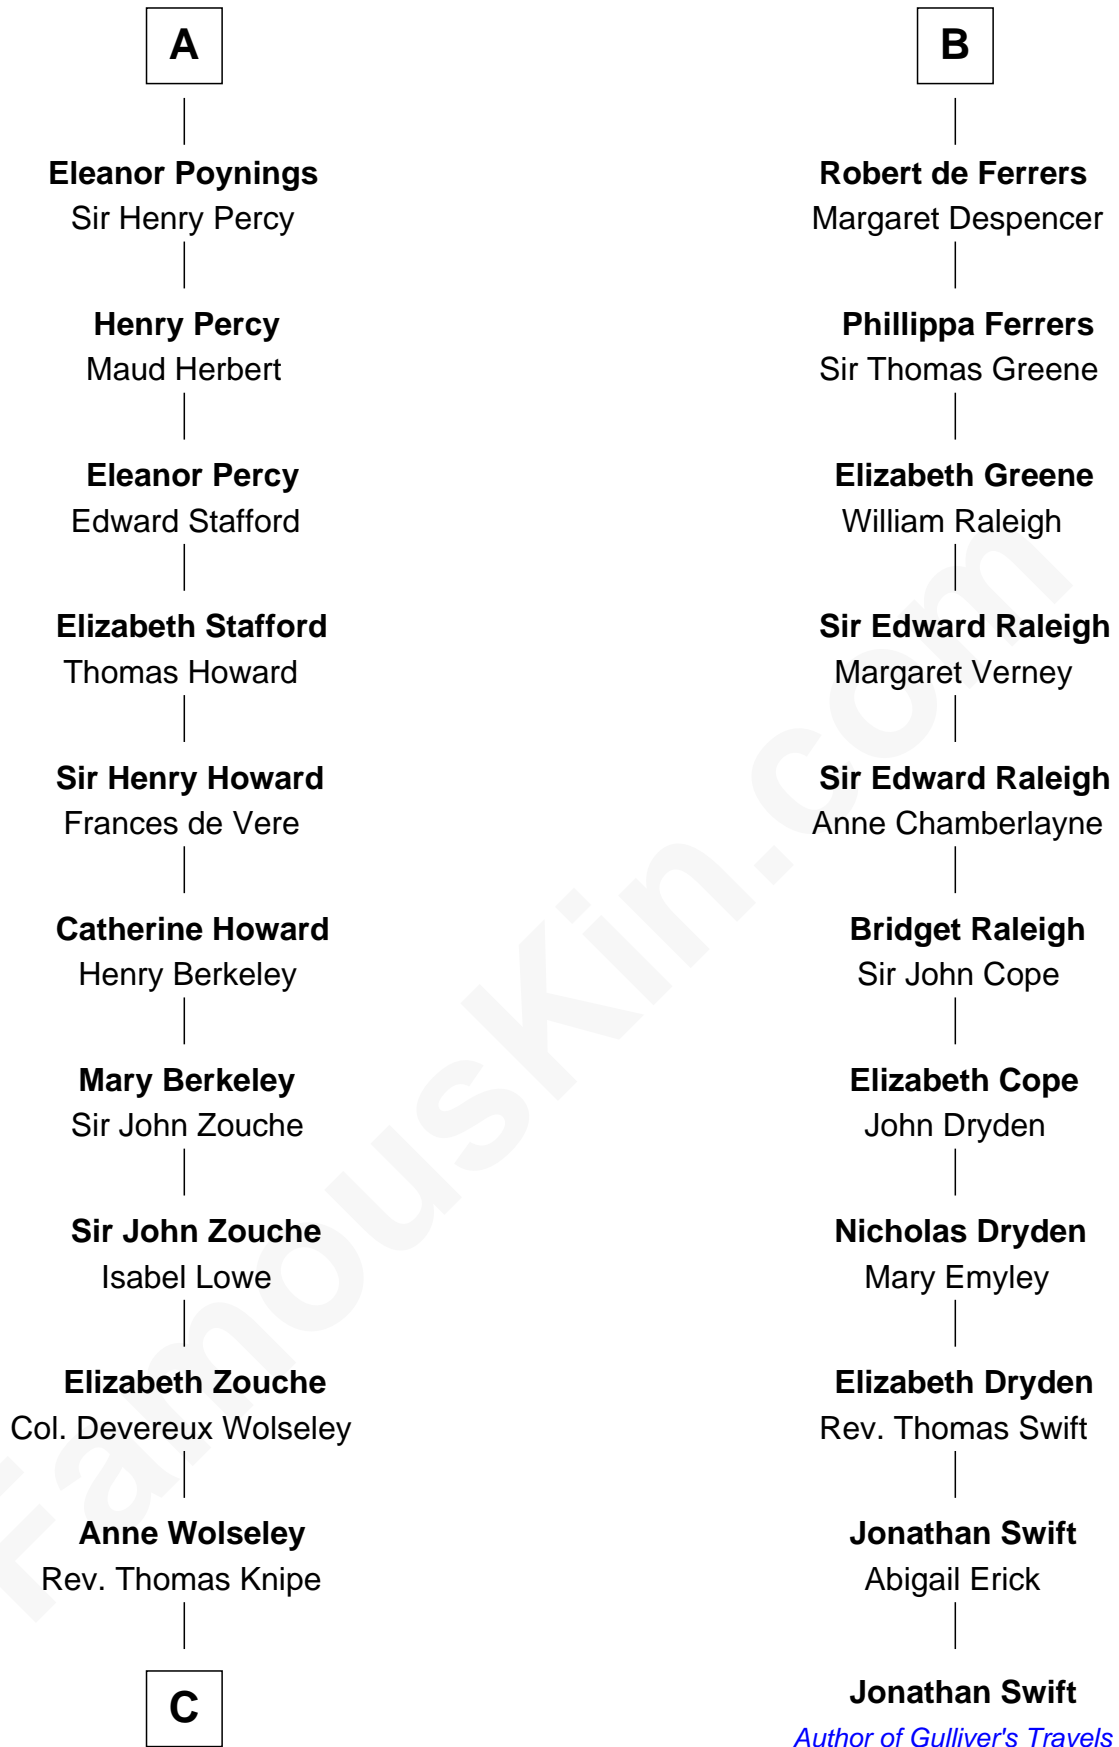 A
Eleanor Poynings
Sir Henry Percy
Henry Percy
Maud Herbert
Eleanor Percy
Edward Stafford
Elizabeth Stafford
Thomas Howard
Sir Henry Howard
Frances de Vere
Catherine Howard
Henry Berkeley
Mary Berkeley
Sir John Zouche
Sir John Zouche
Isabel Lowe
Elizabeth Zouche
Col. Devereux Wolseley
Anne Wolseley
Rev. Thomas Knipe
C
B
Robert de Ferrers
Margaret Despencer
Phillippa Ferrers
Sir Thomas Greene
Elizabeth Greene
William Raleigh
Sir Edward Raleigh
Margaret Verney
Sir Edward Raleigh
Anne Chamberlayne
Bridget Raleigh
Sir John Cope
Elizabeth Cope
John Dryden
Nicholas Dryden
Mary Emyley
Elizabeth Dryden
Rev. Thomas Swift
Jonathan Swift
Abigail Erick
Jonathan Swift
Author of Gulliver's Travels
FamousKin.com